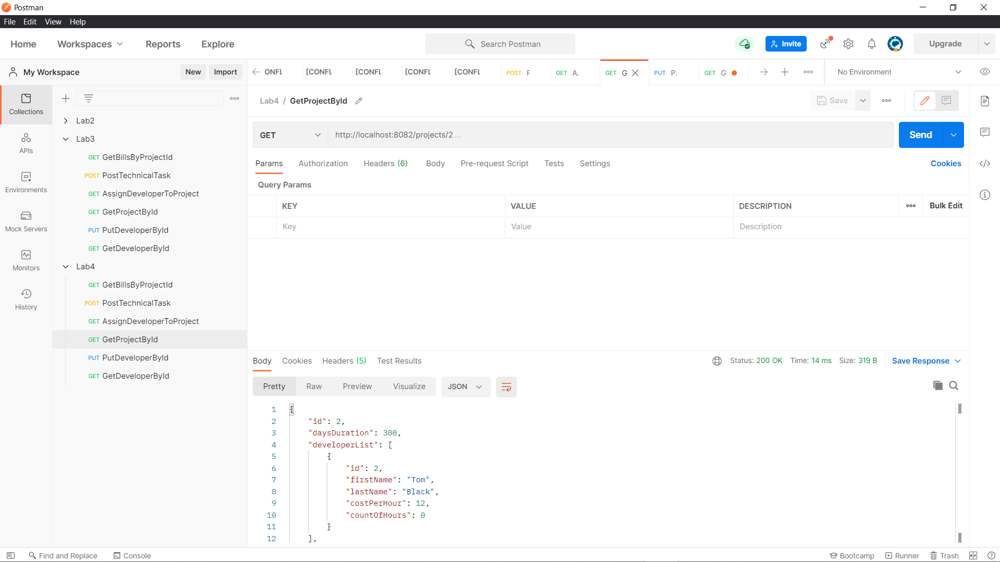 Postman
File Edit View Help
Home Workspaces Reports Explore Search Postman Invite Upgrade
My Workspace New Import ONFL [CONFL [CONFL [CONFL [CONFL POST F GET A. GET G PUT P. GET G No Environment
Collections
APIs
Environments
Mock Servers
Monitors
History
Lab2
Lab3
GET GetBillsByProjectId
POST PostTechnicalTask
GET AssignDeveloperToProject
GET GetProjectById
PUT PutDeveloperById
GET GetDeveloperById
Lab4
GET GetBillsByProjectId
POST PostTechnicalTask
GET AssignDeveloperToProject
GET GetProjectById
PUT PutDeveloperById
GET GetDeveloperById
Lab4 / GetProjectById Save
GET http://localhost:8082/projects/2 ... Send
Params Authorization Headers (6) Body Pre-request Script Tests Settings Cookies
Query Params
KEY VALUE DESCRIPTION Bulk Edit
Key Value Description
Body Cookies Headers (5) Test Results Status: 200 OK Time: 14 ms Size: 319 B Save Response
Pretty Raw Preview Visualize JSON
1 {
2 "id": 2,
3 "daysDuration": 300,
4 "developerList": [
5 {
6 "id": 2,
7 "firstName": "Tom",
8 "lastName": "Black",
9 "costPerHour": 12,
10 "countOfHours": 0
11 }
12 ],
Find and Replace Console Bootcamp Runner Trash